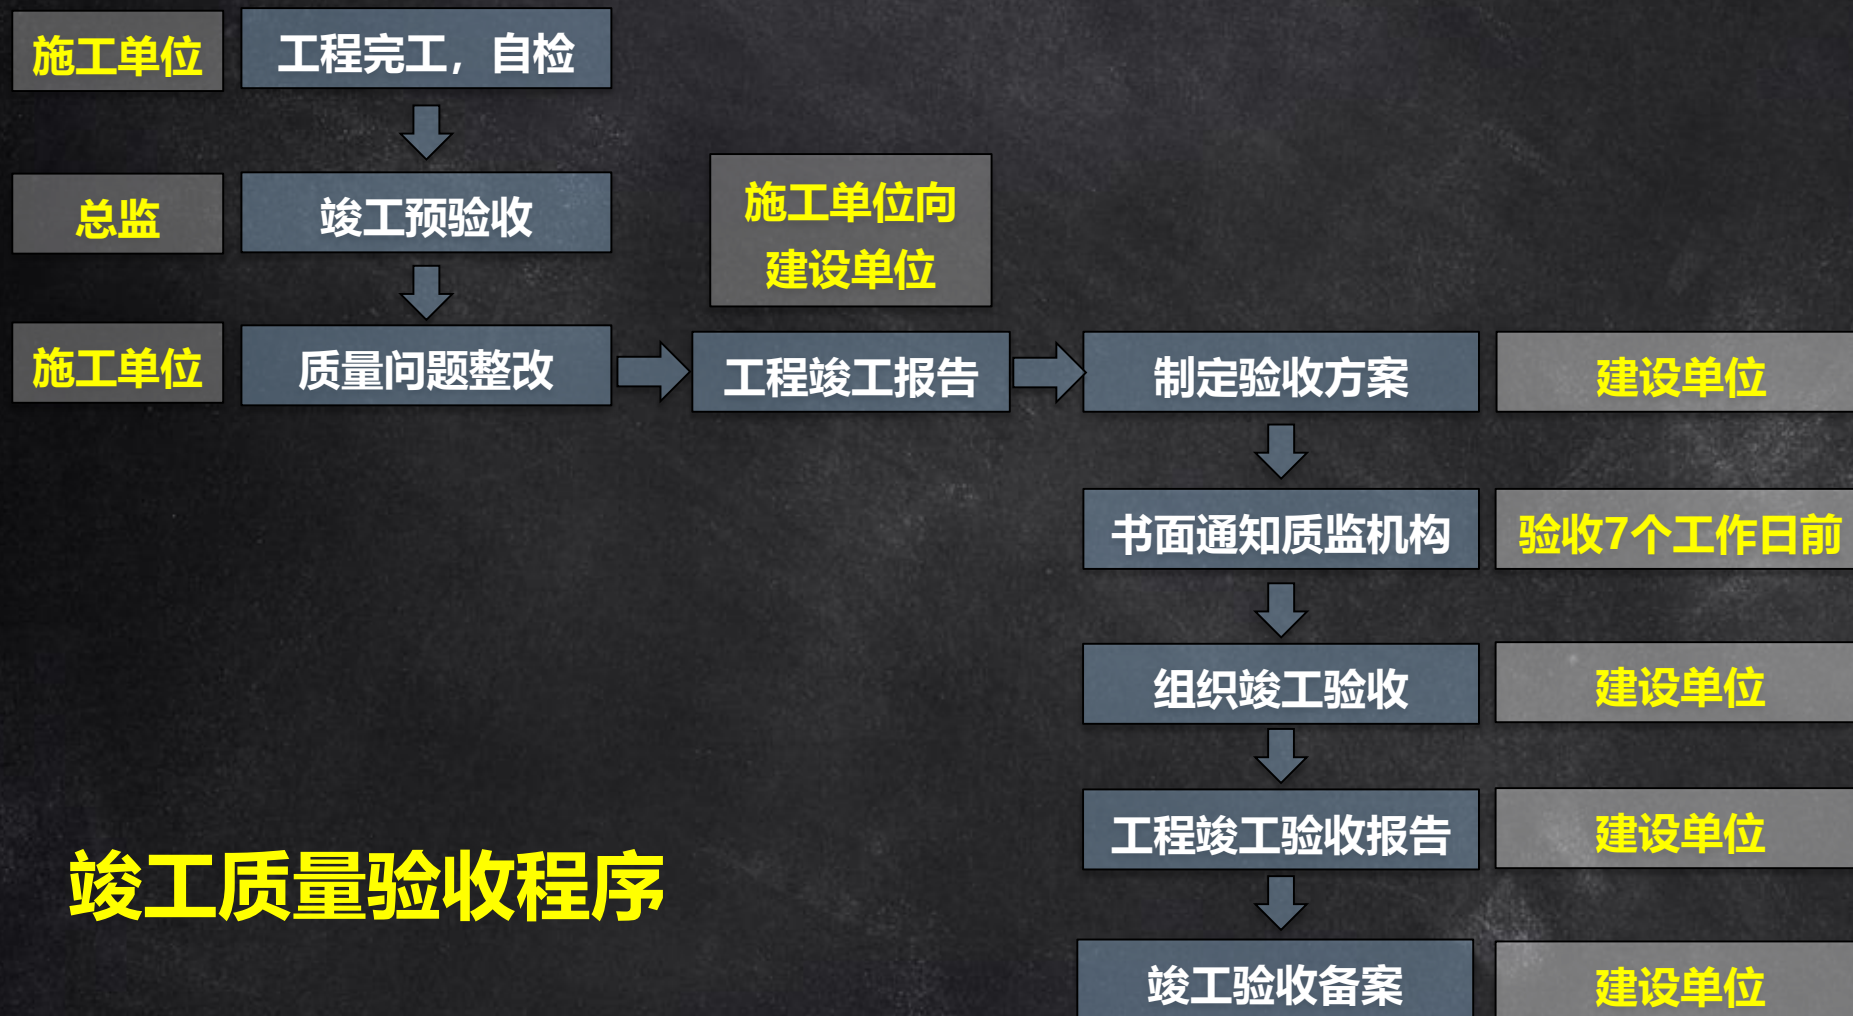 施工单位
工程完工，自检
总监
竣工预验收
施工单位向
建设单位
施工单位
质量问题整改
工程竣工报告
制定验收方案
建设单位
书面通知质监机构
验收7个工作日前
组织竣工验收
建设单位
工程竣工验收报告
建设单位
竣工验收备案
建设单位
竣工质量验收程序